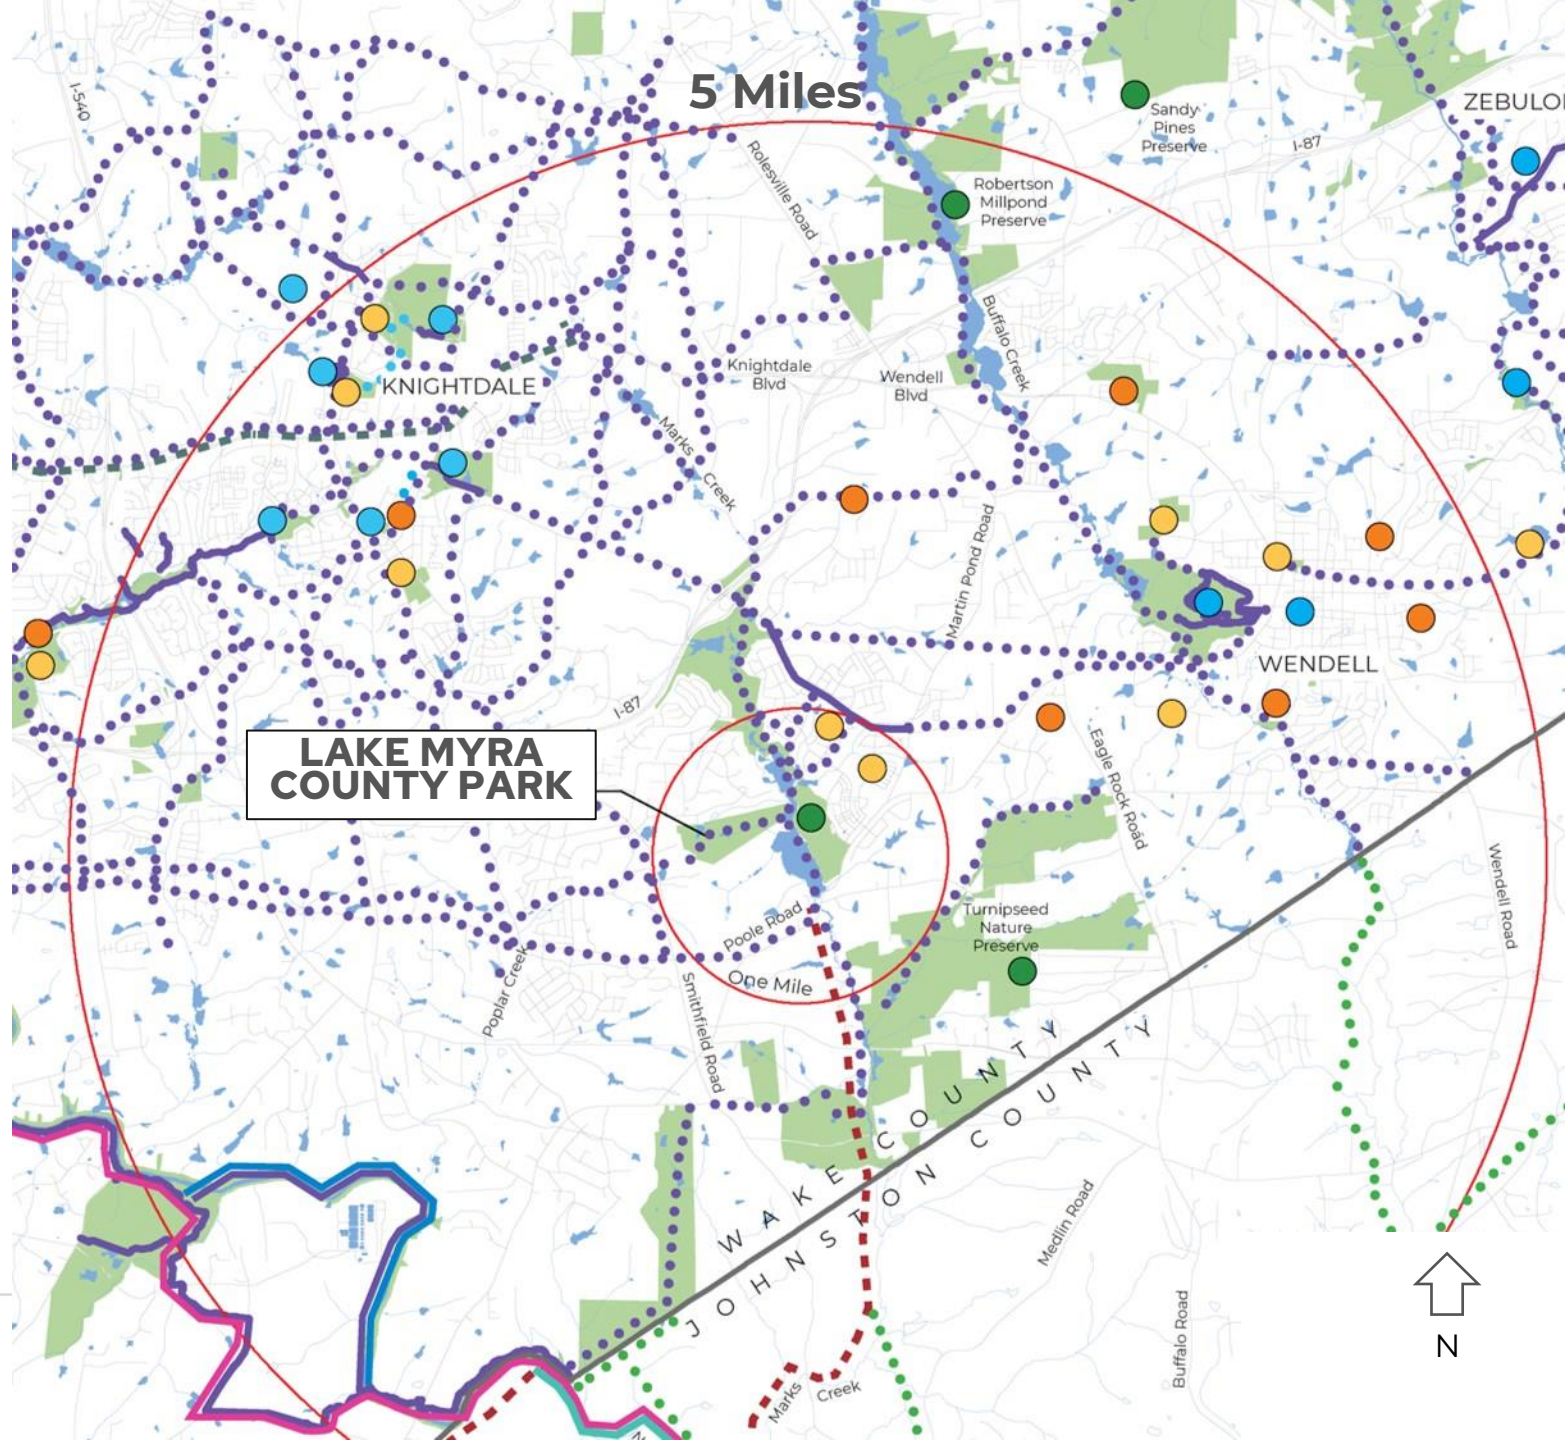 5 Miles
I-540
Sandy
Pines
Preserve
I-87
ZEBULO
Rolesville Road
Robertson
Millpond
Preserve
Buffalo Creek
Knightdale
Blvd
Wendell
Blvd
KNIGHTDALE
Marks Creek
Martin Pond Road
WENDELL
I-87
LAKE MYRA
COUNTY PARK
Eagle Rock Road
Wendell Road
Poole Road
Turnipseed
Nature
Preserve
One Mile
Poplar Creek
Smithfield Road
WAKE COUNTY
JOHNSTON COUNTY
Medlin Road
Buffalo Road
Marks Creek
N